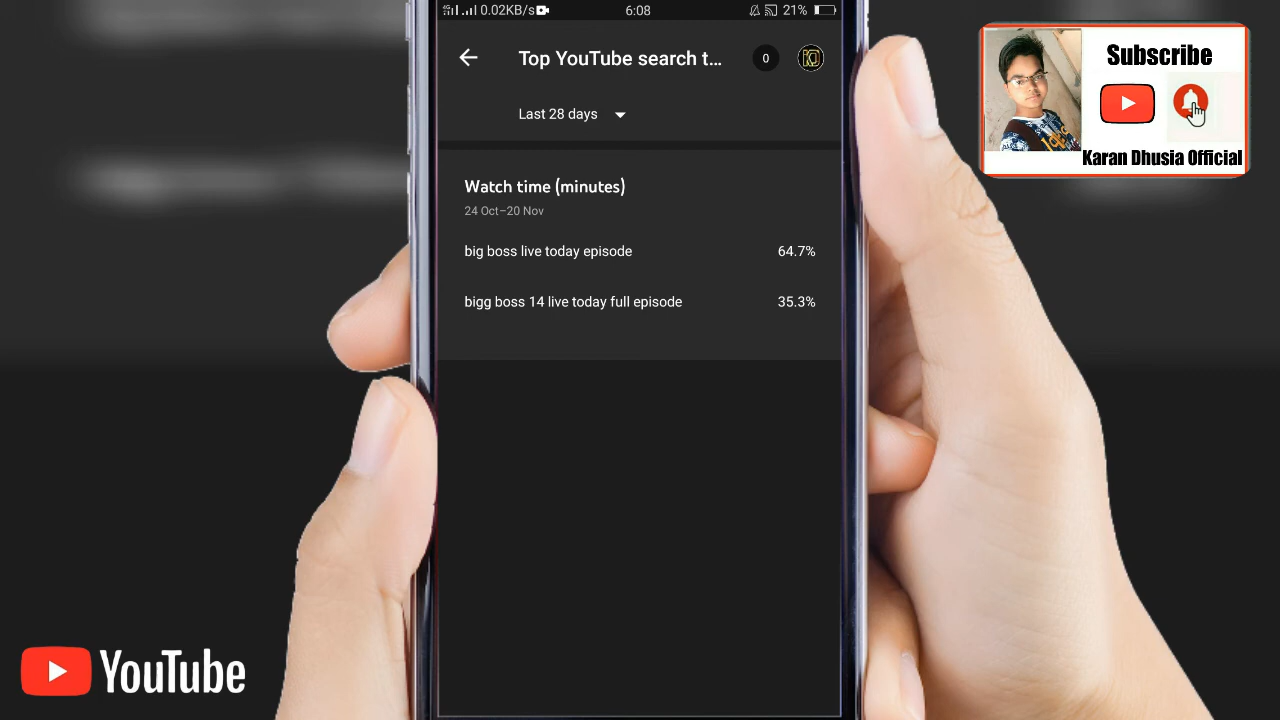 0.02KB/s
6:08
21%
Top YouTube search t...
0
Last 28 days
Watch time (minutes)
24 Oct–20 Nov
big boss live today episode 64.7%
bigg boss 14 live today full episode 35.3%
Subscribe
Karan Dhusia Official
YouTube